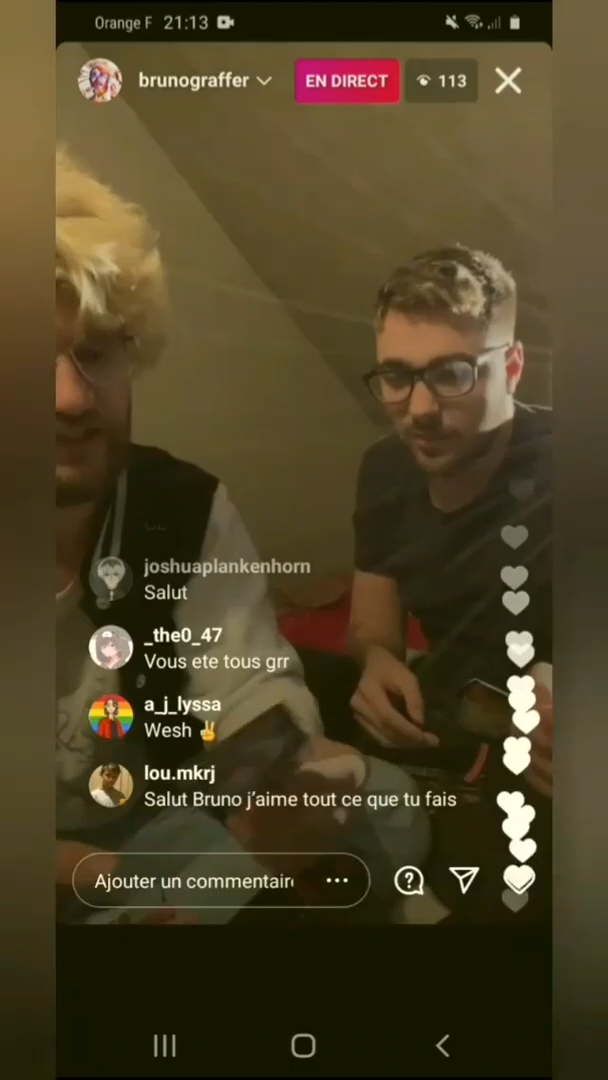 Orange F 21:13
brunograffer EN DIRECT 113
joshuaplankenhorn
Salut
_the0_47
Vous ete tous grr
a_j_lyssa
Wesh ✌
lou.mkrj
Salut Bruno j'aime tout ce que tu fais
Ajouter un commentair